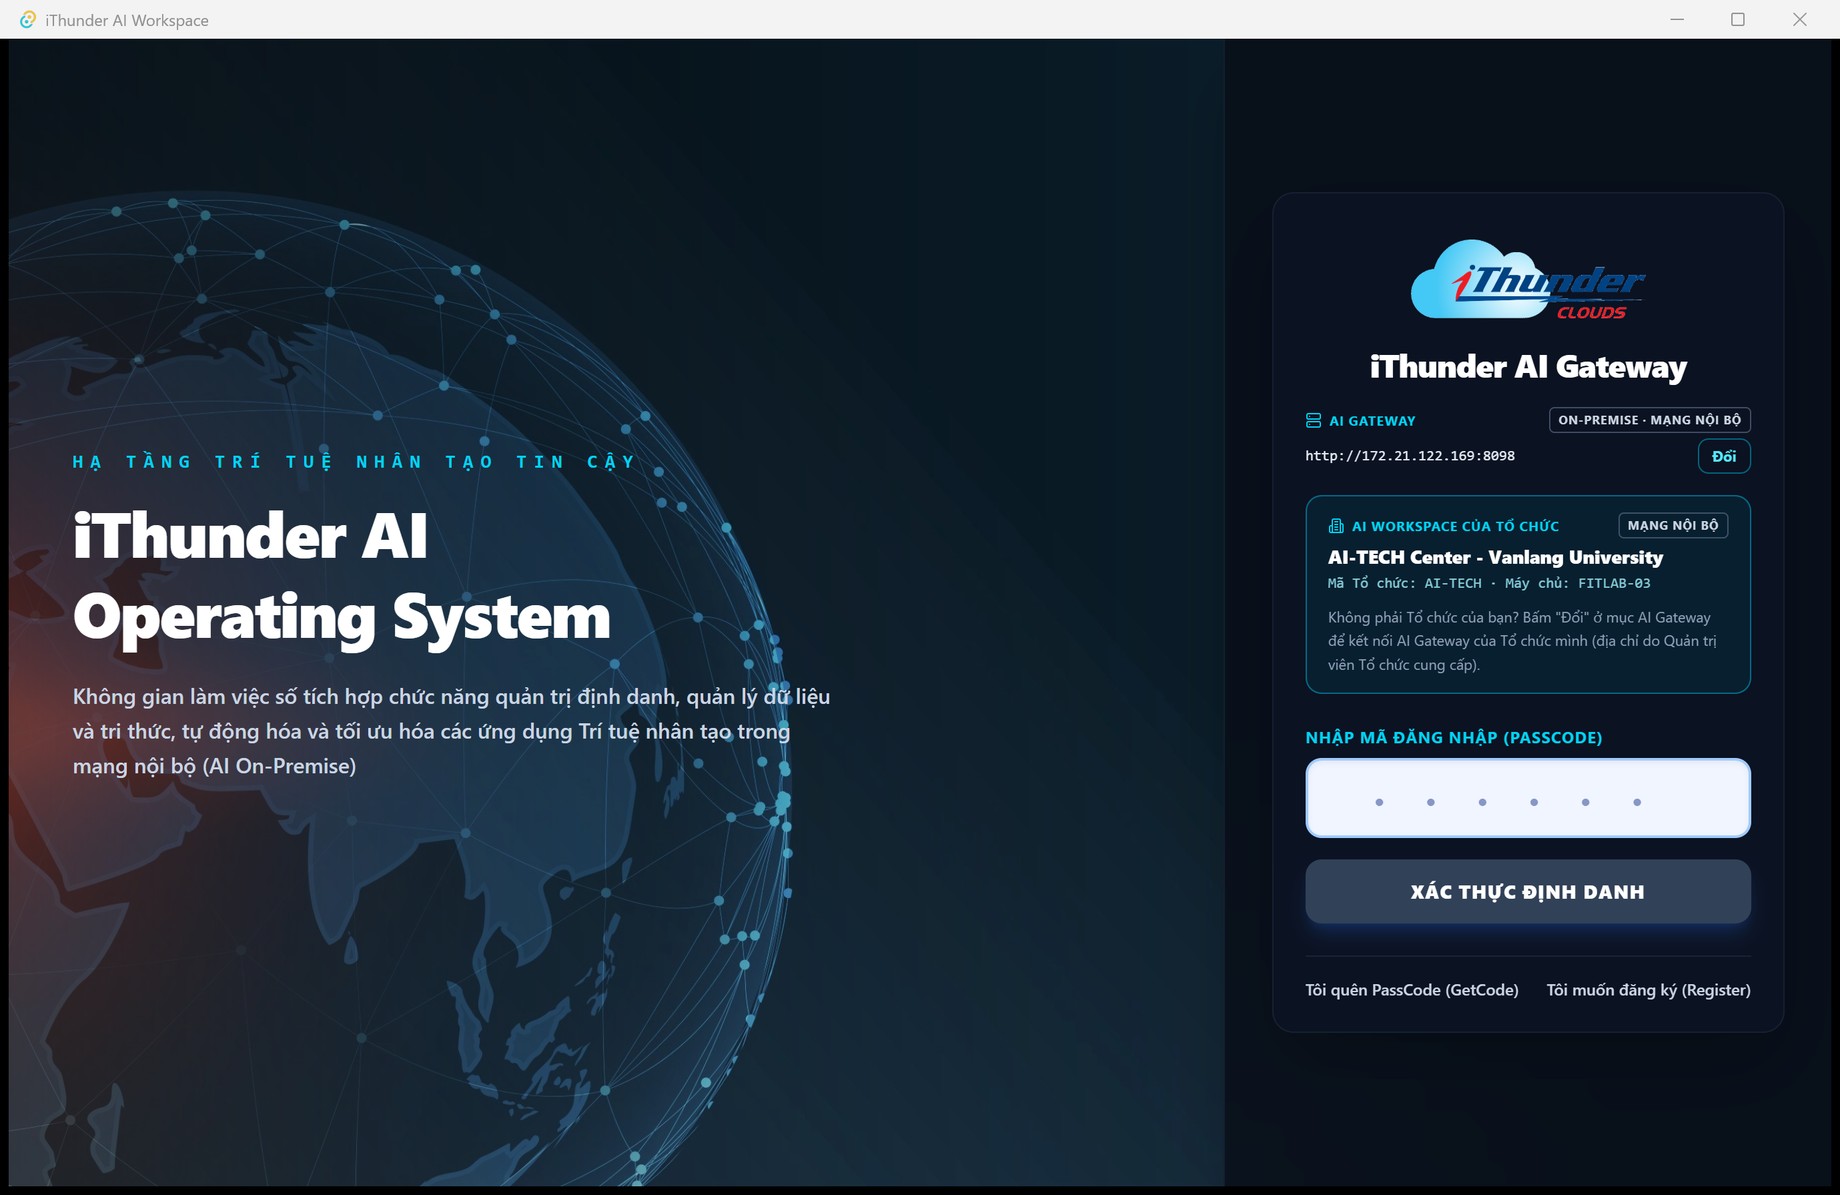 iThunder AI Workspace
HẠ TẦNG TRÍ TUỆ NHÂN TẠO TIN CẬY
iThunder AI
Operating System
Không gian làm việc số tích hợp chức năng quản trị định danh, quản lý dữ liệu
và tri thức, tự động hóa và tối ưu hóa các ứng dụng Trí tuệ nhân tạo trong
mạng nội bộ (AI On-Premise)
iThunder
CLOUDS
iThunder AI Gateway
AI GATEWAY
ON-PREMISE · MẠNG NỘI BỘ
http://172.21.122.169:8098
Đổi
AI WORKSPACE CỦA TỔ CHỨC
MẠNG NỘI BỘ
AI-TECH Center - Vanlang University
Mã Tổ chức: AI-TECH · Máy chủ: FITLAB-03
Không phải Tổ chức của bạn? Bấm "Đổi" ở mục AI Gateway
để kết nối AI Gateway của Tổ chức mình (địa chỉ do Quản trị
viên Tổ chức cung cấp).
NHẬP MÃ ĐĂNG NHẬP (PASSCODE)
XÁC THỰC ĐỊNH DANH
Tôi quên PassCode (GetCode)
Tôi muốn đăng ký (Register)